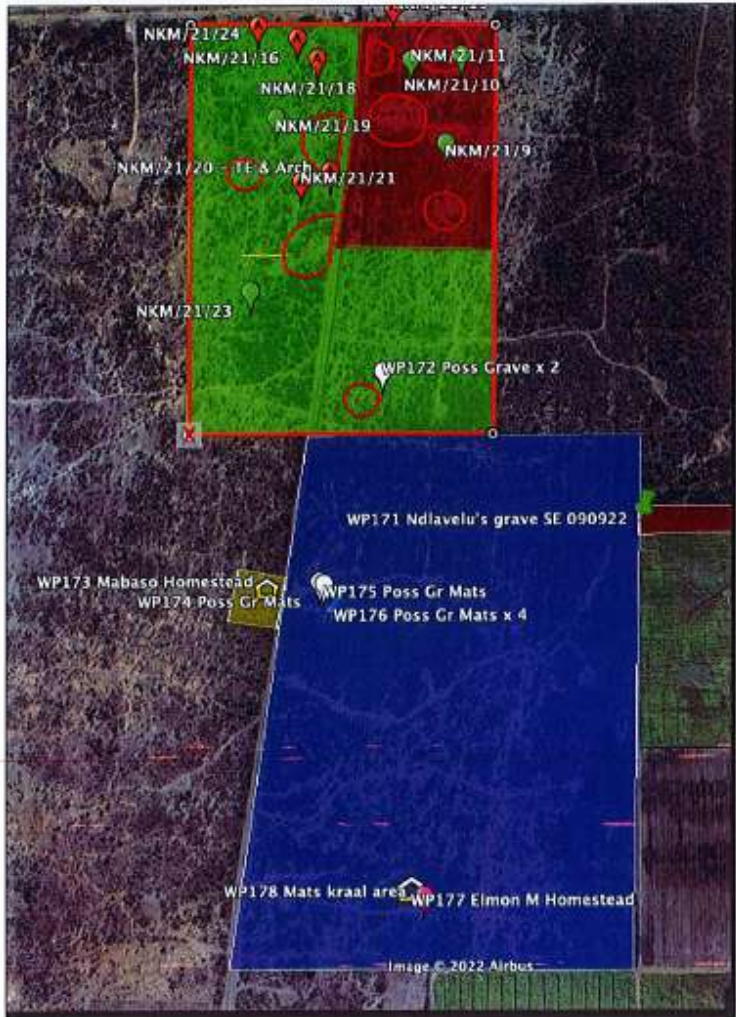 NKM/21/24
NKM/21/16
NKM/21/11
NKM/21/18
NKM/21/10
NKM/21/19
NKM/21/9
NKM/21/20 - TE & Arch
NKM/21/21
NKM/21/23
WP172 Poss Grave x 2
WP171 Ndlavelu's grave SE 090922
WP173 Mabaso Homestead
WP175 Poss Gr Mats
WP174 Poss Gr Mats
WP176 Poss Gr Mats x 4
WP178 Mats kraal area
WP177 Elmon M Homestead
Image © 2022 Airbus